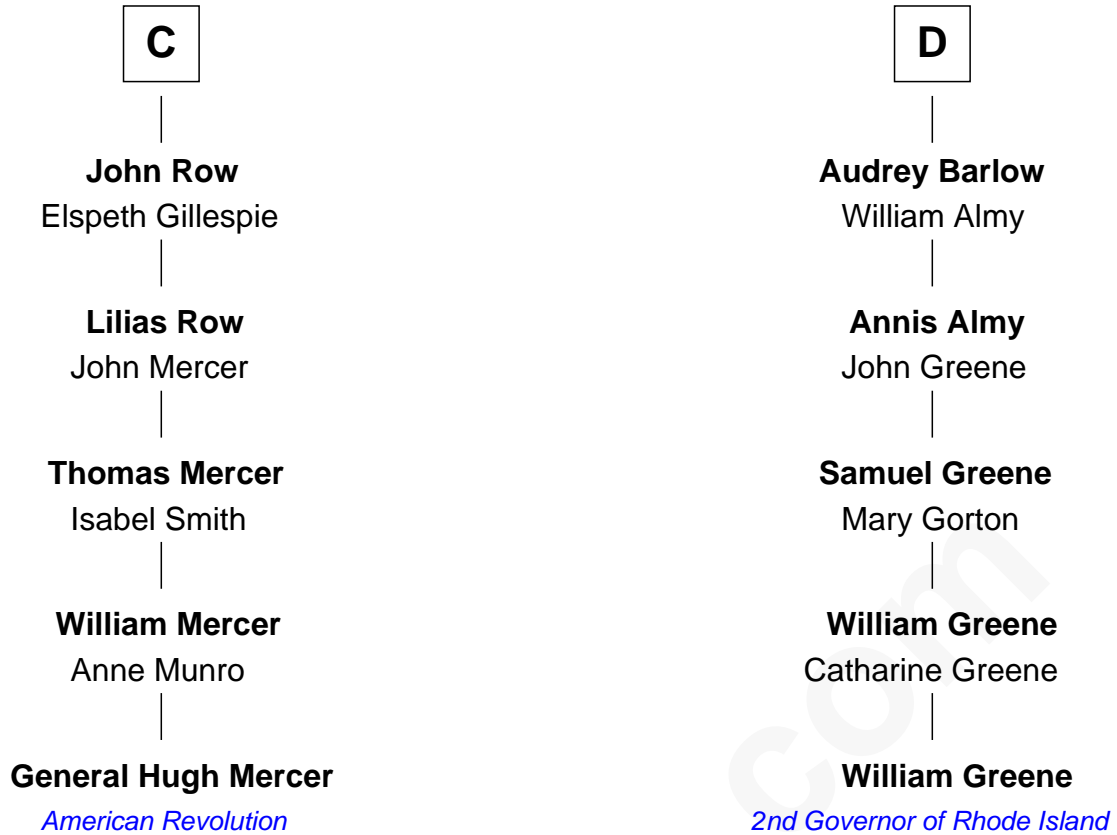 C
John Row
Elspeth Gillespie
Lilias Row
John Mercer
Thomas Mercer
Isabel Smith
William Mercer
Anne Munro
General Hugh Mercer
American Revolution
D
Audrey Barlow
William Almy
Annis Almy
John Greene
Samuel Greene
Mary Gorton
William Greene
Catharine Greene
William Greene
2nd Governor of Rhode Island
com